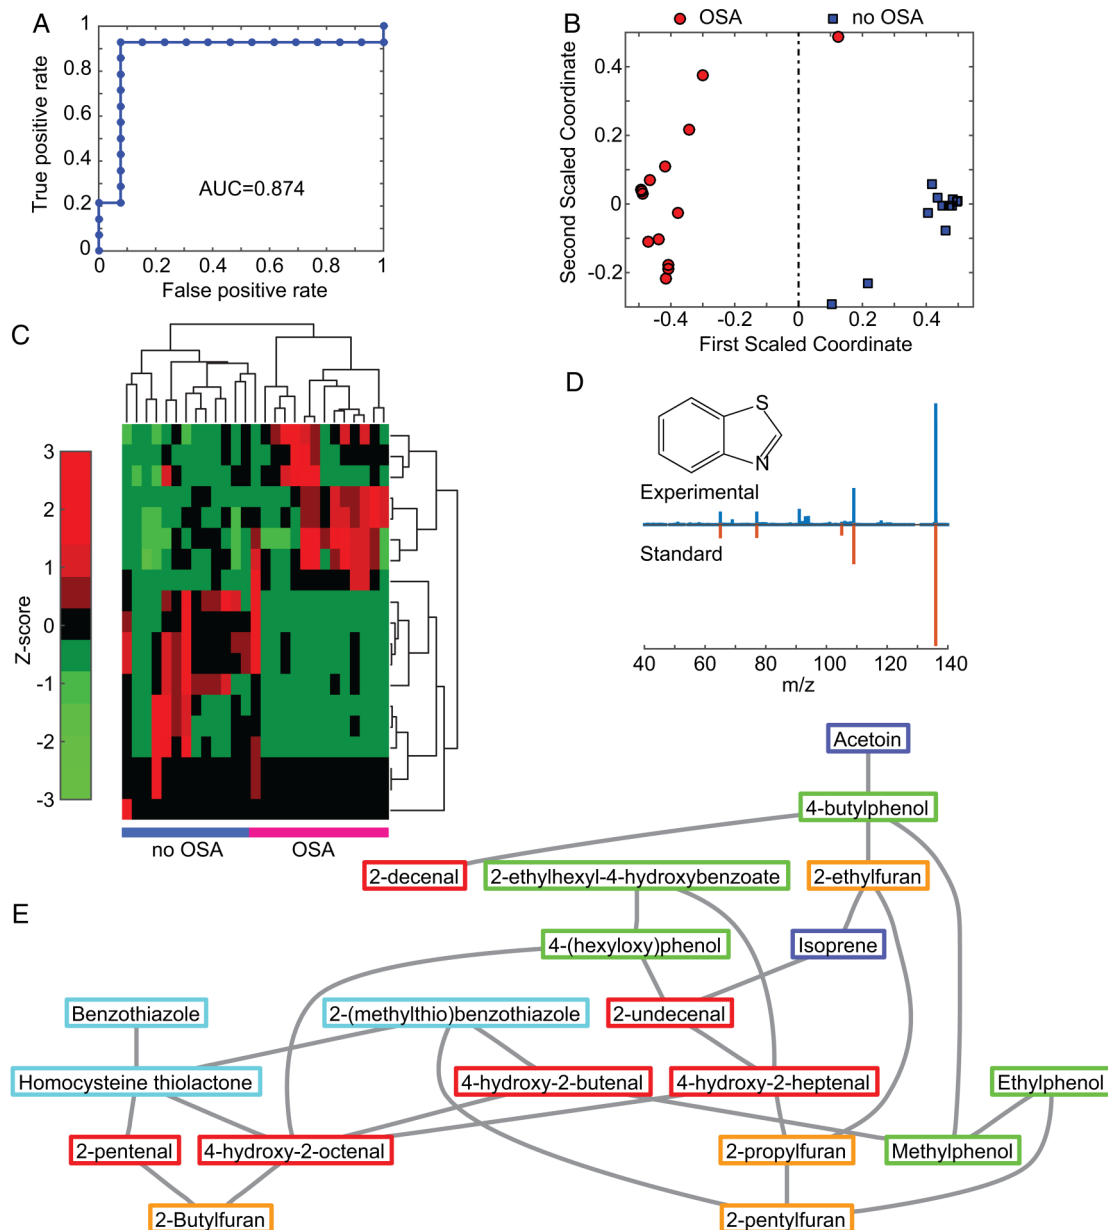 A
True positive rate
1
0.8
0.6
0.4
0.2
0
AUC=0.874
0
0.2
0.4
0.6
0.8
1
False positive rate
B
OSA
no OSA
Second Scaled Coordinate
0.4
0.2
0
-0.2
-0.4
-0.2
0
0.2
0.4
First Scaled Coordinate
C
Z-score
3
2
1
0
-1
-2
-3
no OSA
OSA
D
S
N
Experimental
Standard
40
60
80
100
120
140
m/z
E
Acetoin
4-butylphenol
2-decenal
2-ethylhexyl-4-hydroxybenzoate
2-ethylfuran
4-(hexyloxy)phenol
Isoprene
Benzothiazole
2-(methylthio)benzothiazole
2-undecenal
Homocysteine thiolactone
4-hydroxy-2-butenal
4-hydroxy-2-heptenal
Ethylphenol
2-pentenal
4-hydroxy-2-octenal
2-propylfuran
Methylphenol
2-Butylfuran
2-pentylfuran